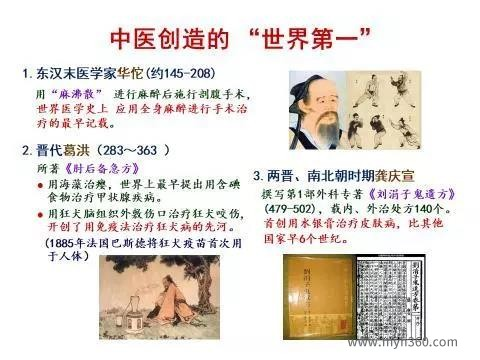 中医创造的 “世界第一”
1.东汉末医学家华佗(约145-208)
用“麻沸散” 进行麻醉后施行剖腹手术，
世界医学史上 应用全身麻醉进行手术治
疗的最早记载。
2.晋代葛洪（283～363 ）
所著《肘后备急方》
● 用海藻治瘿，世界上最早提出用含碘
食物治疗甲状腺疾病。
● 用狂犬脑组织外敷伤口治疗狂犬咬伤，
开创了用免疫法治疗狂犬病的先河。
(1885年法国巴斯德将狂犬疫苗首次用
于人体）
3.两晋、南北朝时期龚庆宣
撰写第1部外科专著《刘涓子鬼遗方》
(479-502)，载内、外治处方140个。
首创用水银膏治疗皮肤病，比其他
国家早6个世纪。
劉涓子鬼遺方